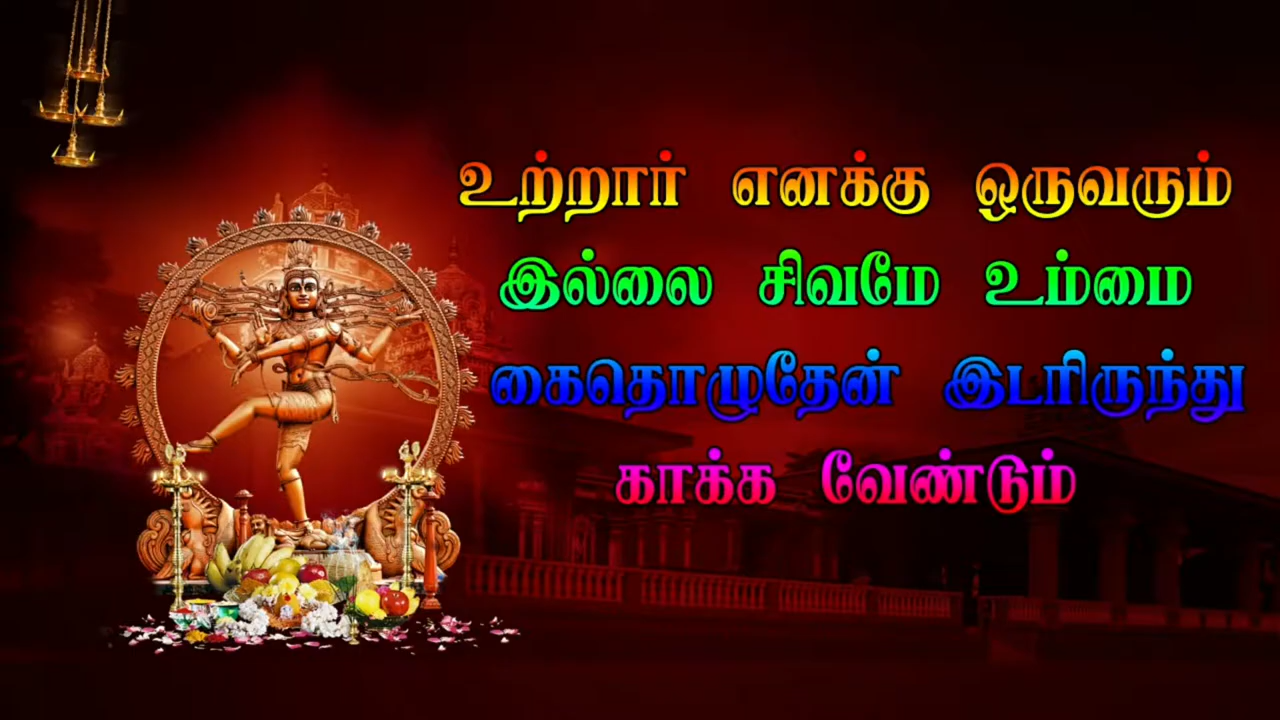 உற்றார் எனக்கு ஒருவரும்
இல்லை சிவமே உம்மை
கைதொழுதேன் இடரிருந்து
காக்க வேண்டும்